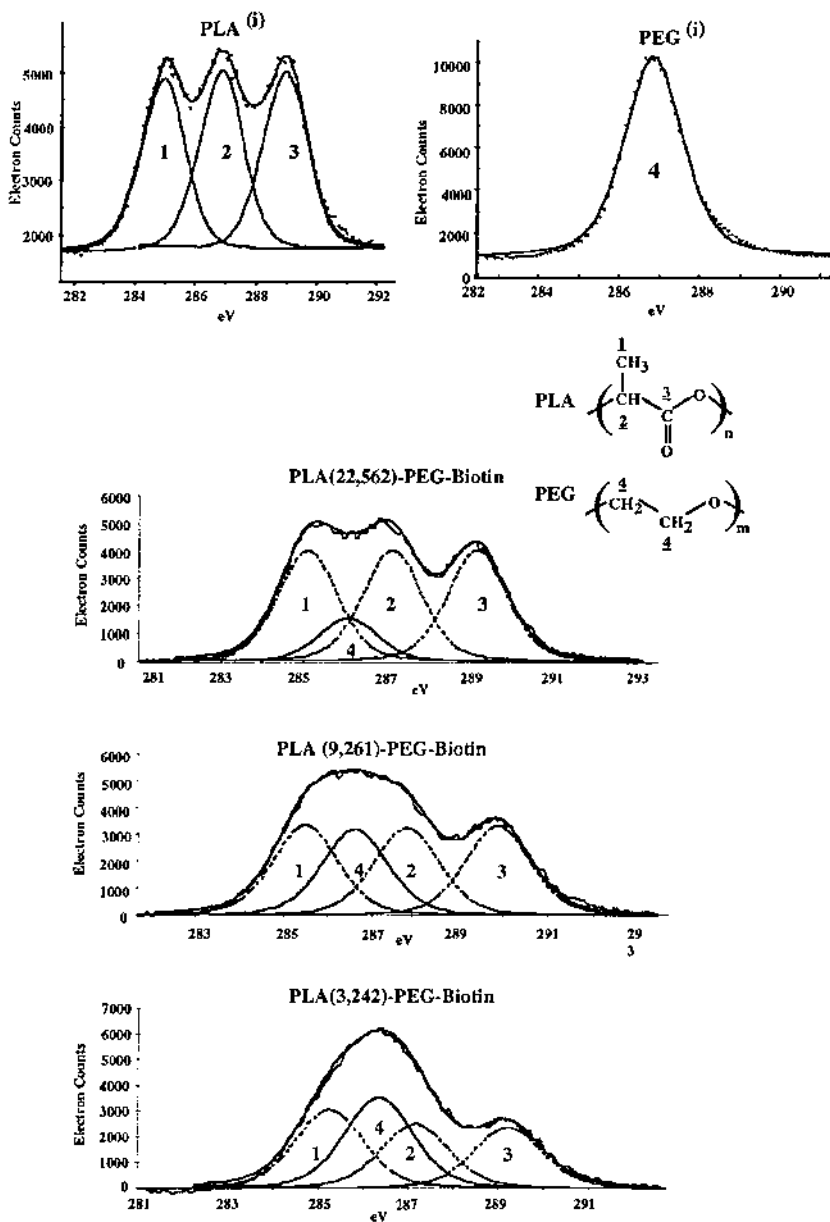 PLA (i)
Electron Counts
5000
4000
3000
2000
1
2
3
282 284 286 288 290 292
eV
PEG (i)
Electron Counts
10000
8000
6000
4000
2000
0
4
282 284 286 288 290
eV
1
CH3
PLA
CH
3
C
O
O
n
2
PEG
4
CH2
CH2
O
m
4
PLA(22,562)-PEG-Biotin
Electron Counts
6000
5000
4000
3000
2000
1000
0
1
2
3
4
281 283 285 287 289 291 293
eV
PLA (9,261)-PEG-Biotin
Electron Counts
6000
5000
4000
3000
2000
1000
0
1
4
2
3
283 285 287 289 291 29
3
eV
PLA(3,242)-PEG-Biotin
Electron Counts
7000
6000
5000
4000
3000
2000
1000
0
1
4
2
3
281 283 285 287 289 291
eV